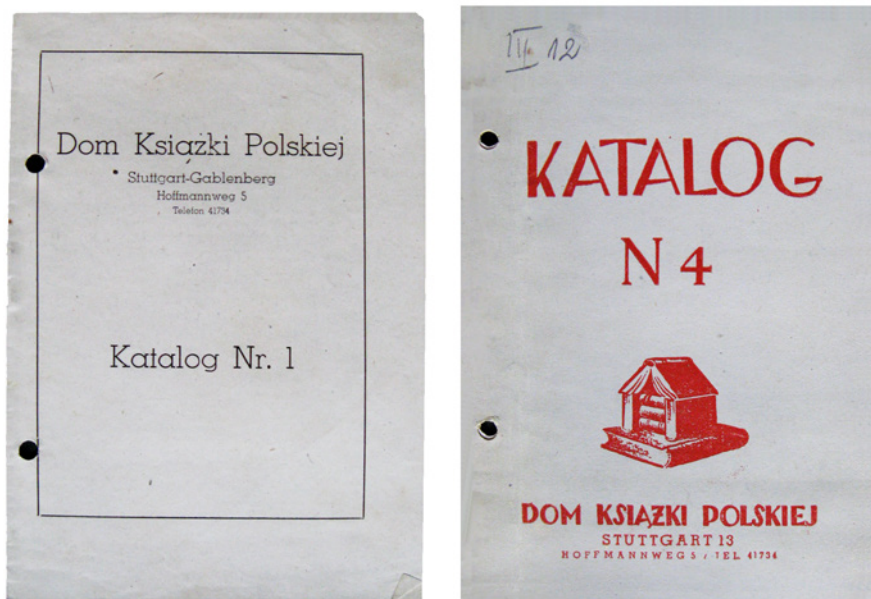 Dom Książki Polskiej
Stuttgart-Gablenberg
Hoffmannweg 5
Telefon 41734
Katalog Nr. 1
IV. 12
KATALOG
N 4
DOM KSIĄŻKI POLSKIEJ
STUTTGART 13
HOFFMANNWEG 5 / TEL 41734